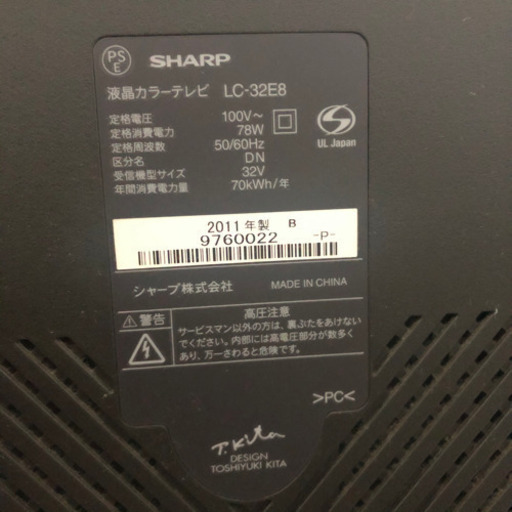 PS
E
SHARP
液晶カラーテレビ LC-32E8
定格電圧 100V～
定格消費電力 78W
定格周波数 50/60Hz
区分名 DN
受信機型サイズ 32V
年間消費電力量 70kWh/年
UL Japan
2011年製 B
9760022 -P-
シャープ株式会社 MADE IN CHINA
警告
高圧注意
サービスマン以外の方は、裏ぶたをあけない
でください。内部には高電圧部分が数多く
あり、万一さわると危険です。
>PC<
T. Kita
DESIGN
TOSHIYUKI KITA